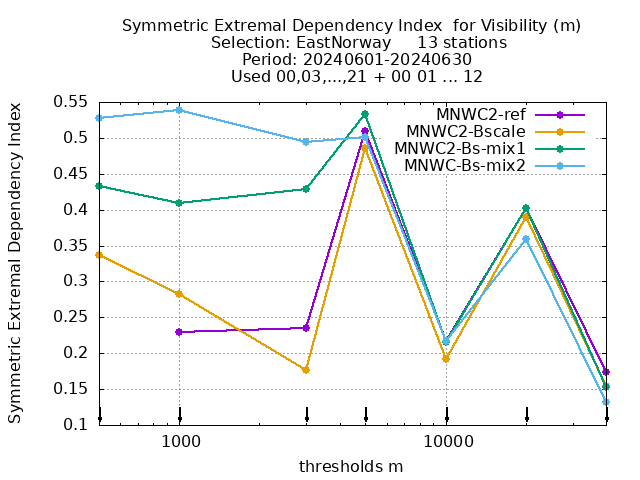 Symmetric Extremal Dependency Index  for Visibility (m)
Selection: EastNorway     13 stations
Period: 20240601-20240630
Used 00,03,...,21 + 00 01 ... 12
Symmetric Extremal Dependency Index
0.55
0.5
0.45
0.4
0.35
0.3
0.25
0.2
0.15
0.1
MNWC2-ref
MNWC2-Bscale
MNWC2-Bs-mix1
MNWC-Bs-mix2
1000
10000
thresholds m